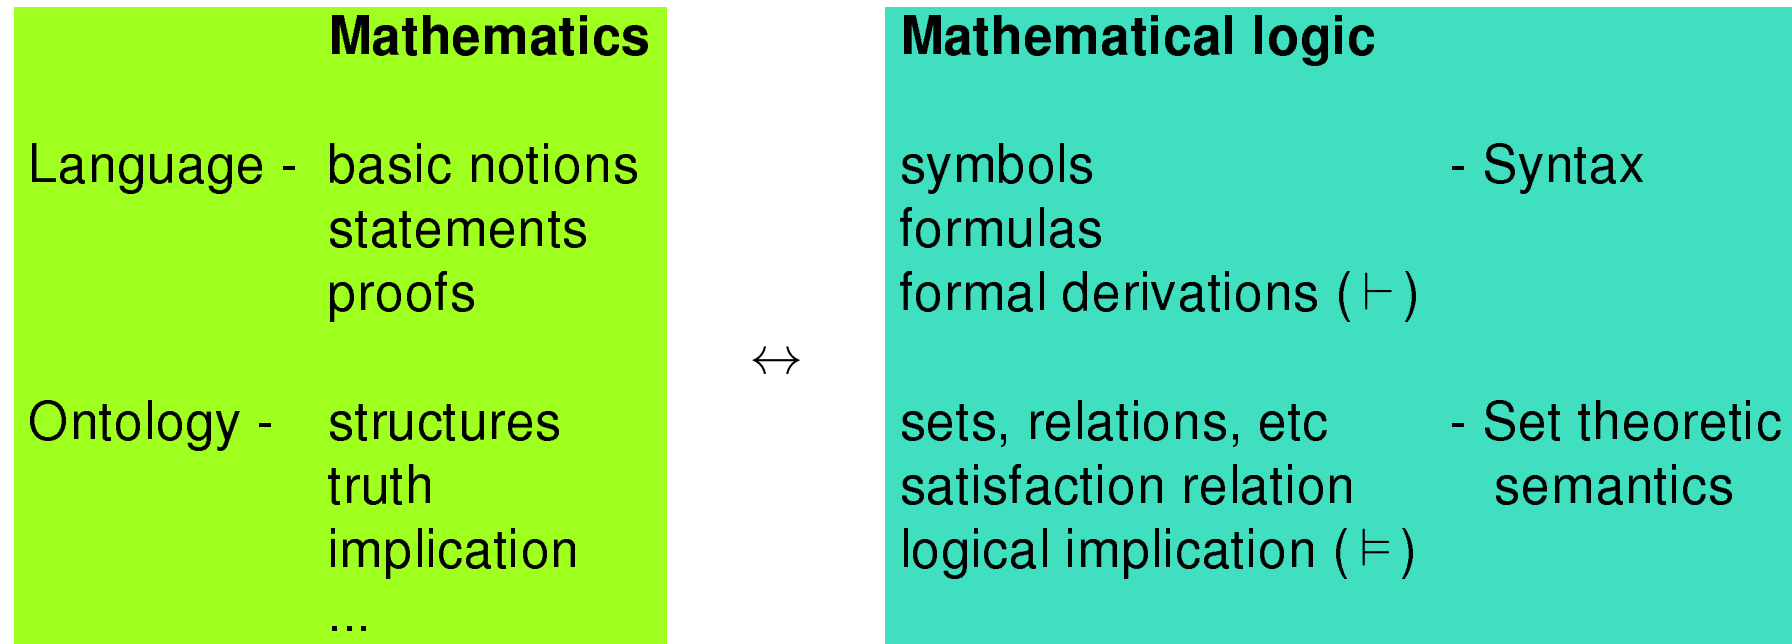 Mathematics Mathematical logic
Language - basic notions symbols - Syntax
statements formulas
proofs formal derivations (⊢)
↔
Ontology - structures sets, relations, etc - Set theoretic
truth satisfaction relation semantics
implication logical implication (⊨)
...